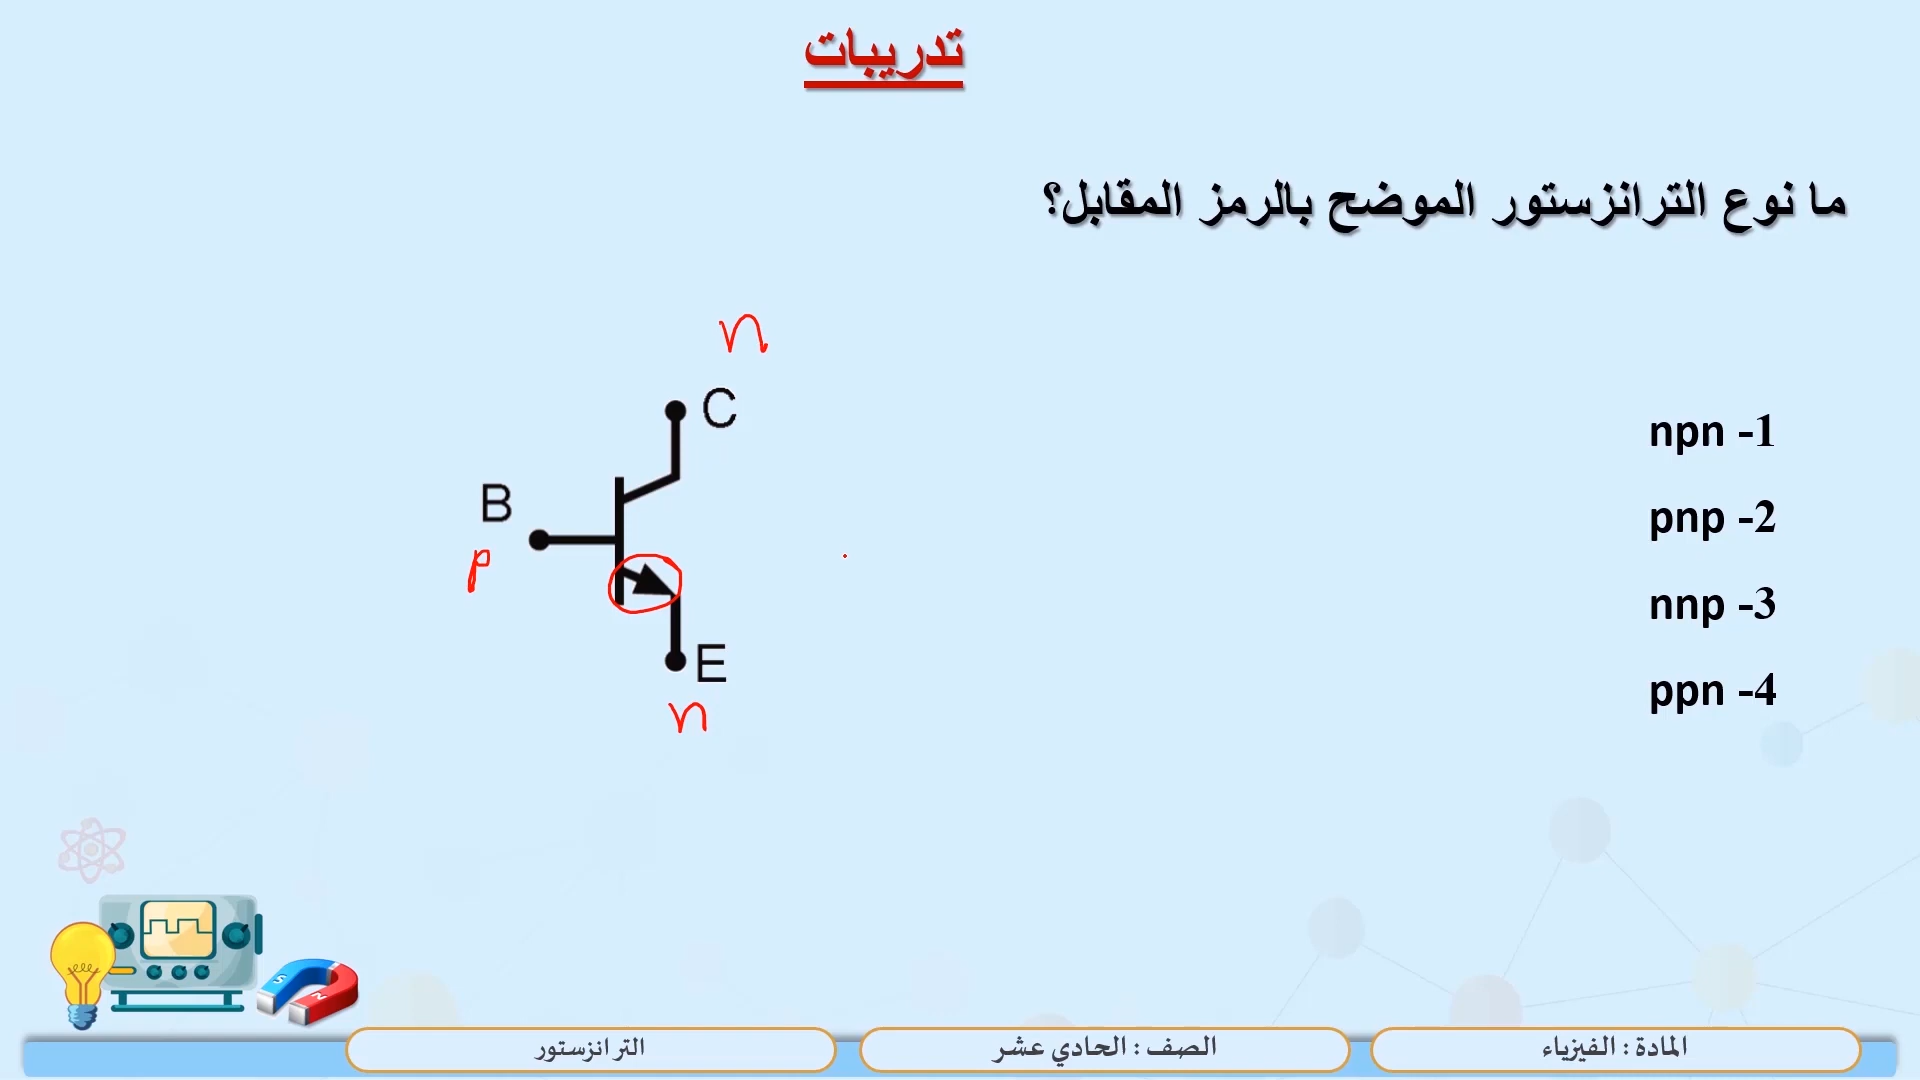 تدريبات
ما نوع الترانزستور الموضح بالرمز المقابل؟
n
C
B
p
E
n
1- npn
2- pnp
3- nnp
4- ppn
S
N
المادة : الفيزياء
الصف : الحادي عشر
الترانزستور